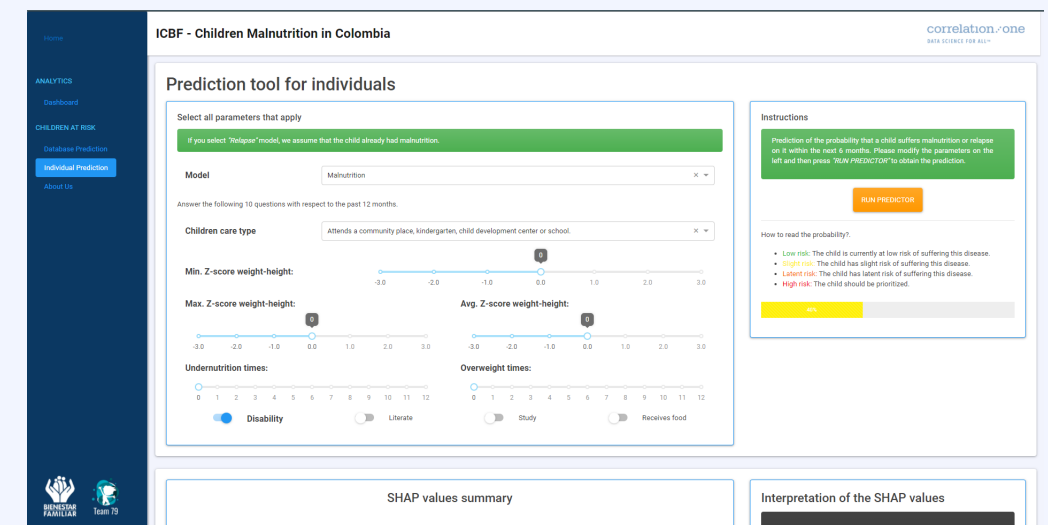 Home
ANALYTICS
Dashboard
CHILDREN AT RISK
Database Prediction
Individual Prediction
About Us
BIENESTAR
FAMILIAR
Team 79
ICBF - Children Malnutrition in Colombia
correlation/one
DATA SCIENCE FOR ALL™
Prediction tool for individuals
Select all parameters that apply
If you select "Relapse" model, we assume that the child already had malnutrition.
Model
Malnutrition
Answer the following 10 questions with respect to the past 12 months.
Children care type
Attends a community place, kindergarten, child development center or school.
Min. Z-score weight-height:
0
-3.0 -2.0 -1.0 0.0 1.0 2.0 3.0
Max. Z-score weight-height:
0
-3.0 -2.0 -1.0 0.0 1.0 2.0 3.0
Avg. Z-score weight-height:
0
-3.0 -2.0 -1.0 0.0 1.0 2.0 3.0
Undernutrition times:
0 1 2 3 4 5 6 7 8 9 10 11 12
Overweight times:
0 1 2 3 4 5 6 7 8 9 10 11 12
Disability
Literate
Study
Receives food
Instructions
Prediction of the probability that a child suffers malnutrition or relapse
on it within the next 6 months. Please modify the parameters on the
left and then press "RUN PREDICTOR" to obtain the prediction.
RUN PREDICTOR
How to read the probability?.
Low risk: The child is currently at low risk of suffering this disease.
Slight risk: The child has slight risk of suffering this disease.
Latent risk: The child has latent risk of suffering this disease.
High risk: The child should be prioritized.
SHAP values summary
Interpretation of the SHAP values